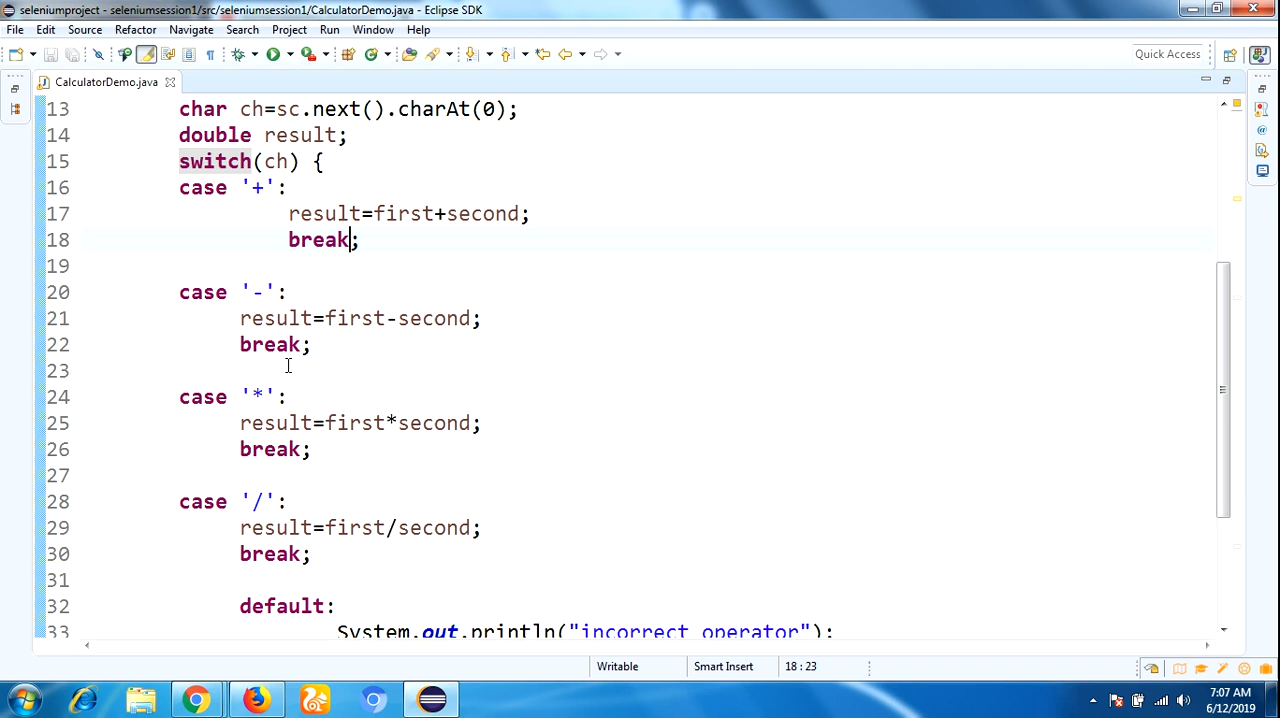 seleniumproject - seleniumsession1/src/seleniumsession1/CalculatorDemo.java - Eclipse SDK
File Edit Source Refactor Navigate Search Project Run Window Help
Quick Access
CalculatorDemo.java
13 char ch=sc.next().charAt(0);
14 double result;
15 switch(ch) {
16 case '+':
17 result=first+second;
18 break;
19
20 case '-':
21 result=first-second;
22 break;
23
24 case '*':
25 result=first*second;
26 break;
27
28 case '/':
29 result=first/second;
30 break;
31
32 default:
33 System.out.println("incorrect operator");
Writable Smart Insert 18 : 23
7:07 AM
6/12/2019